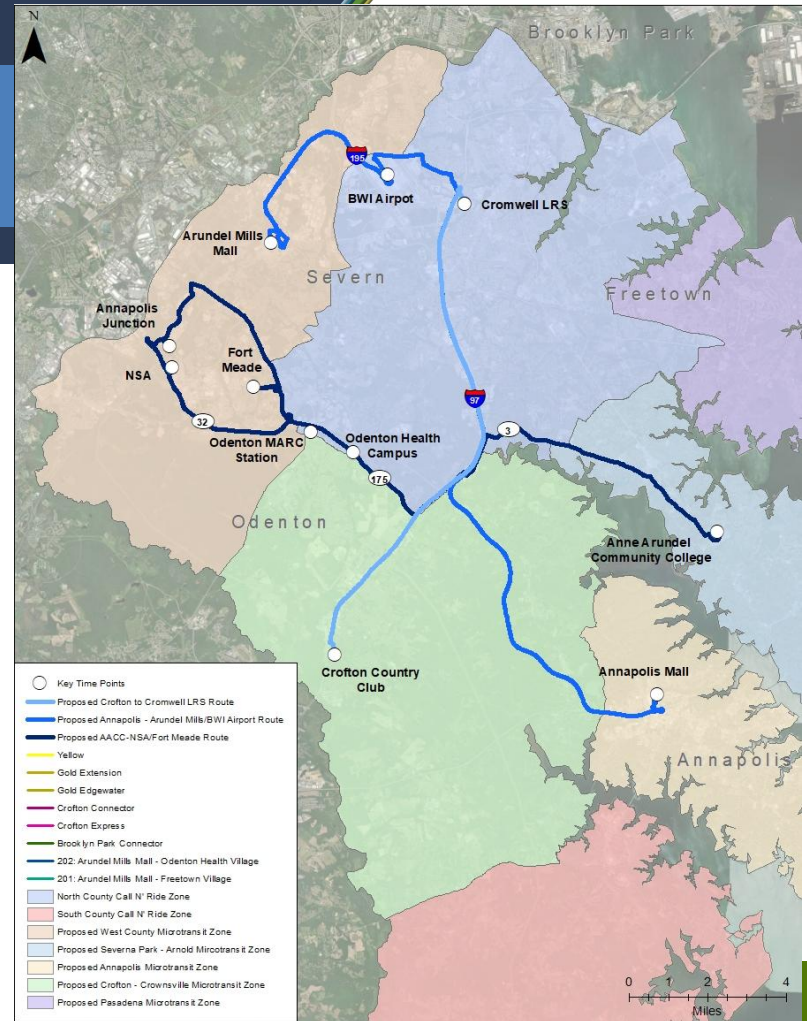 N
Brooklyn Park
195
BWI Airpot
Cromwell LRS
Arundel Mills
Mall
Severn
Freetown
Annapolis
Junction
Fort
Meade
NSA
97
32
3
Odenton MARC
Station
Odenton Health
Campus
175
Odenton
Anne Arundel
Community College
Crofton Country
Club
Annapolis Mall
Annapolis
Key Time Points
Proposed Crofton to Cromwell LRS Route
Proposed Annapolis - Arundel Mills/BWI Airport Route
Proposed AACC-NSA/Fort Meade Route
Yellow
Gold Extension
Gold Edgewater
Crofton Connector
Crofton Express
Brooklyn Park Connector
202: Arundel Mills Mall - Odenton Health Village
201: Arundel Mills Mall - Freetown Village
North County Call N' Ride Zone
South County Call N' Ride Zone
Proposed West County Microtransit Zone
Proposed Severna Park - Arnold Mircotransit Zone
Proposed Annapolis Microtransit Zone
Proposed Crofton - Crownsville Microtransit Zone
Proposed Pasadena Microtransit Zone
0 1 2 4
Miles